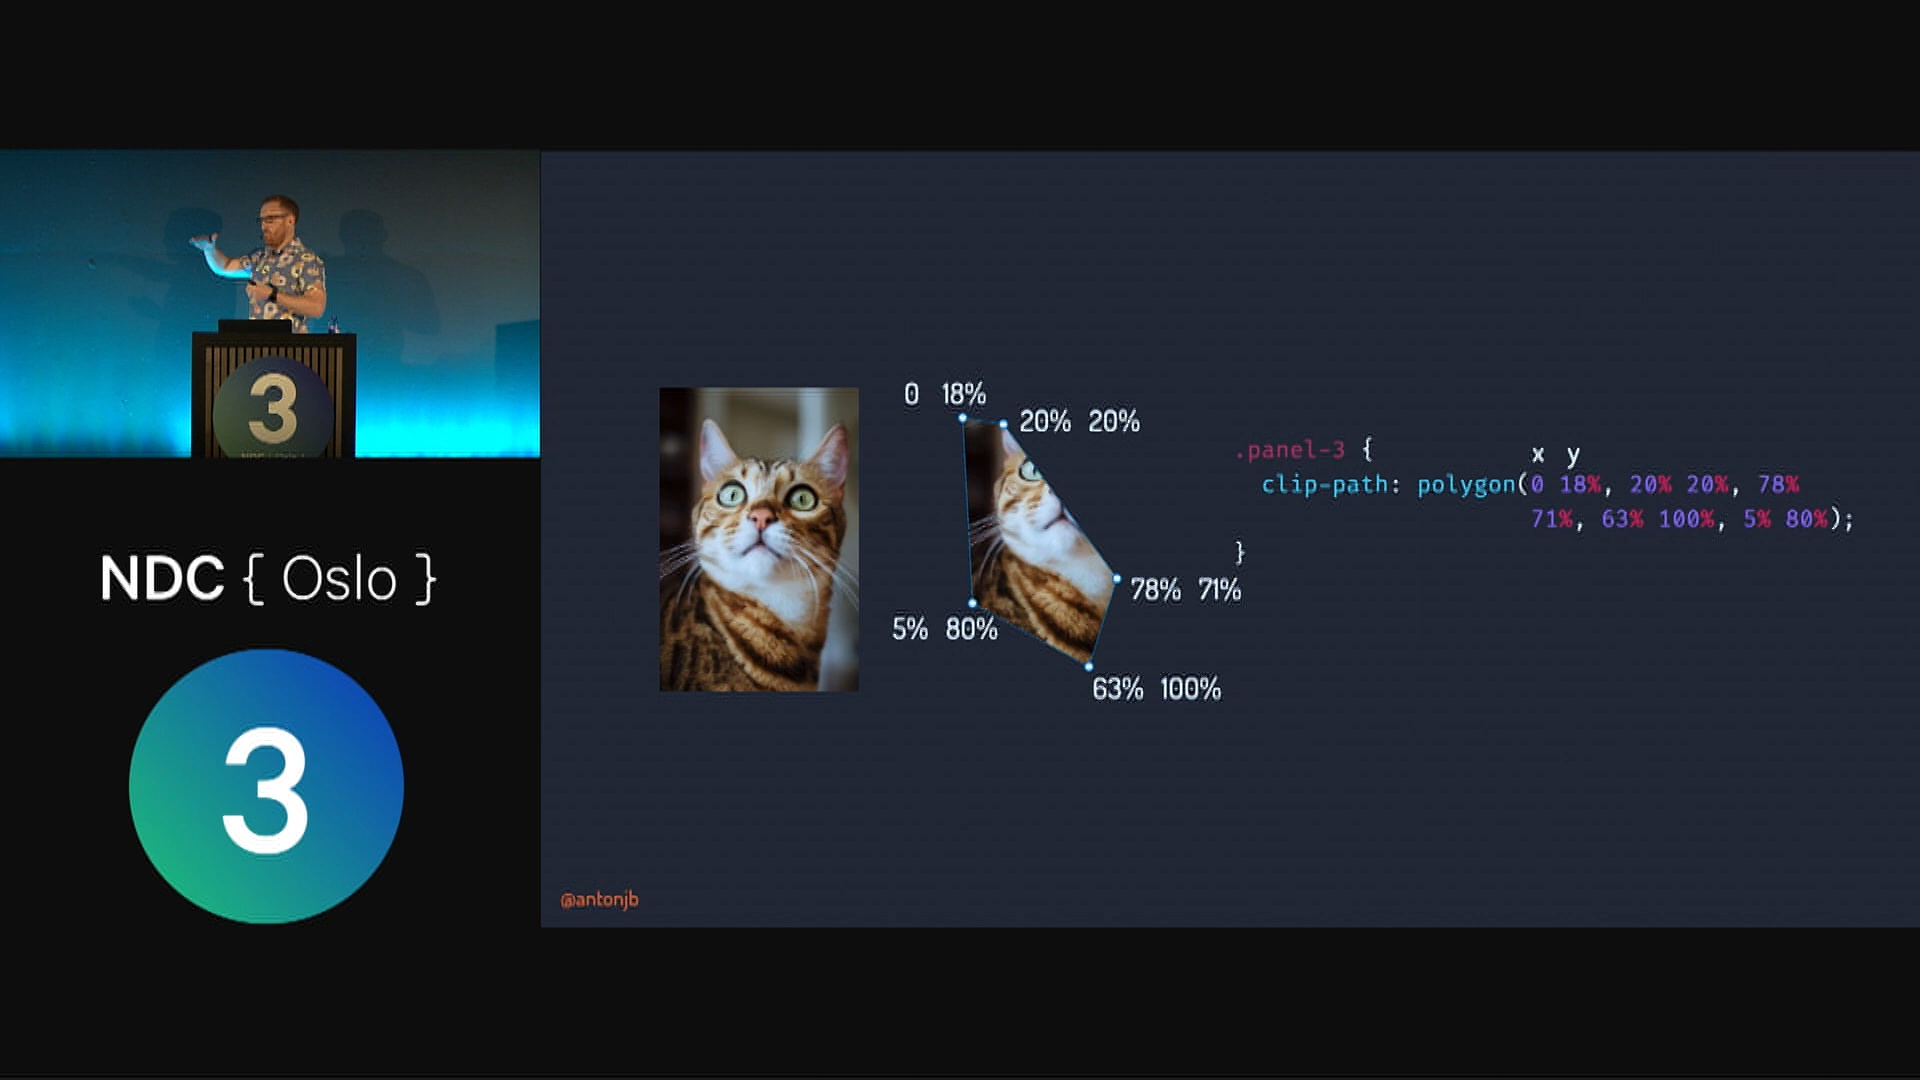 3
NDC { Oslo }
3
0 18%
20% 20%
78% 71%
5% 80%
63% 100%
.panel-3 {
x y
clip-path: polygon(0 18%, 20% 20%, 78%
71%, 63% 100%, 5% 80%);
}
@antonjb